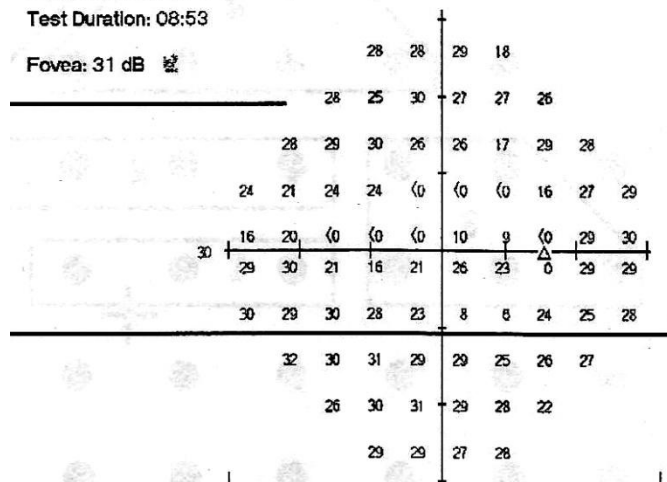 Test Duration: 08:53
28 28 29 18
Fovea: 31 dB
28 25 30 27 27 26
28 29 30 26 26 17 29 28
24 21 24 24 <0 <0 <0 16 27 29
16 20 <0 <0 <0 10 9 <0 29 30
30
29 30 21 16 21 26 23 0 29 29
30 29 30 28 23 8 6 24 25 28
32 30 31 29 29 25 26 27
26 30 31 29 28 22
29 29 27 28